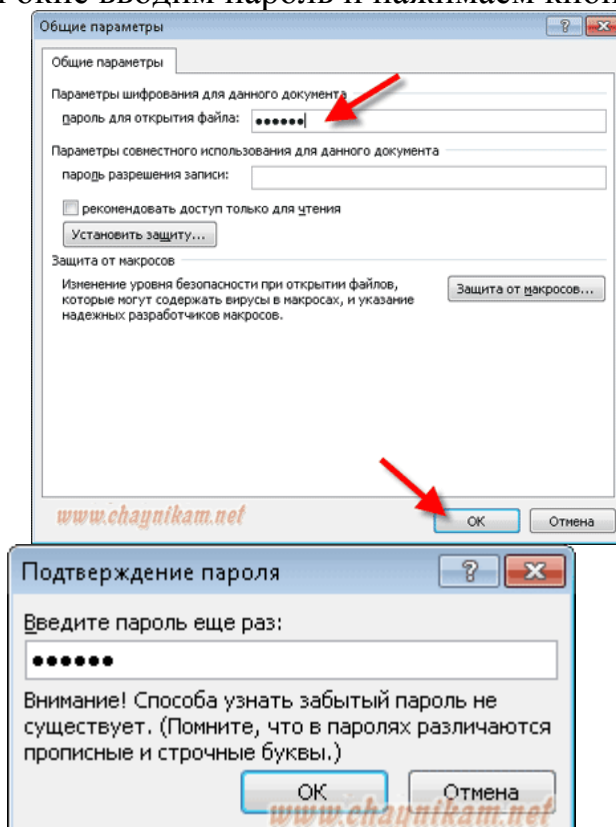 окне вводим пароль и нажимаем
Общие параметры
Общие параметры
Параметры шифрования для данного документа
пароль для открытия файла: ••••••
Параметры совместного использования для данного документа
пароль разрешения записи:
рекомендовать доступ только для чтения
Установить защиту...
Защита от макросов
Изменение уровня безопасности при открытии файлов,
которые могут содержать вирусы в макросах, и указание
надежных разработчиков макросов.
Защита от макросов...
www.chaynikam.net
ОК
Отмена
Подтверждение пароля
Введите пароль еще раз:
••••••
Внимание! Способа узнать забытый пароль не
существует. (Помните, что в паролях различаются
прописные и строчные буквы.)
ОК
Отмена
www.chaynikam.net